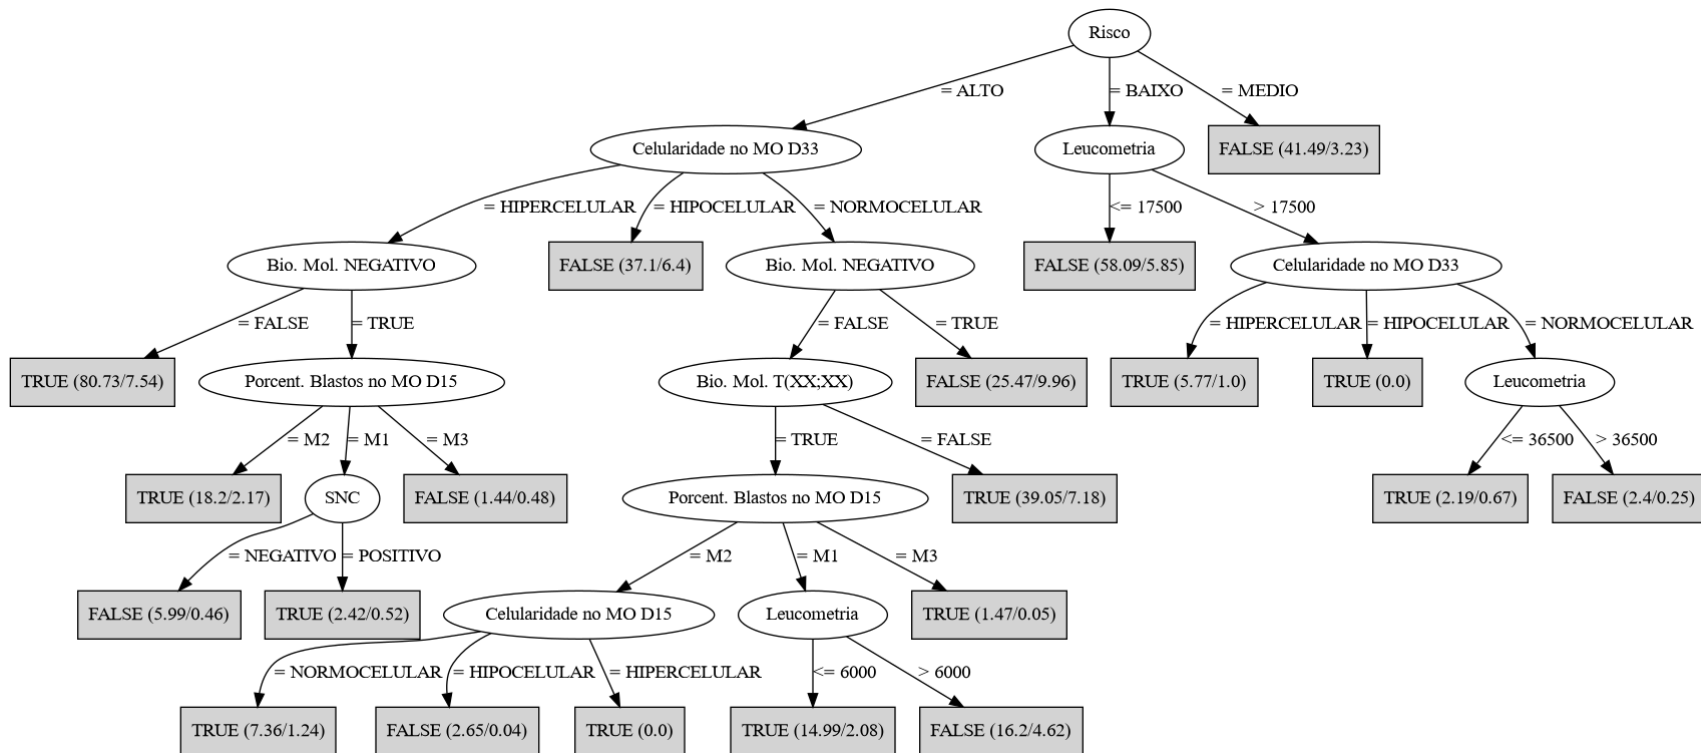 Risco
= ALTO
= BAIXO
= MEDIO
Celularidade no MO D33
Leucometria
FALSE (41.49/3.23)
= HIPERCELULAR
= HIPOCELULAR
= NORMOCELULAR
<= 17500
> 17500
Bio. Mol. NEGATIVO
FALSE (37.1/6.4)
Bio. Mol. NEGATIVO
FALSE (58.09/5.85)
Celularidade no MO D33
= FALSE
= TRUE
= FALSE
= TRUE
= HIPERCELULAR
= HIPOCELULAR
= NORMOCELULAR
TRUE (80.73/7.54)
Porcent. Blastos no MO D15
Bio. Mol. T(XX;XX)
FALSE (25.47/9.96)
TRUE (5.77/1.0)
TRUE (0.0)
Leucometria
= M2
= M1
= M3
= TRUE
= FALSE
<= 36500
> 36500
TRUE (18.2/2.17)
SNC
FALSE (1.44/0.48)
Porcent. Blastos no MO D15
TRUE (39.05/7.18)
TRUE (2.19/0.67)
FALSE (2.4/0.25)
= NEGATIVO
= POSITIVO
= M2
= M1
= M3
FALSE (5.99/0.46)
TRUE (2.42/0.52)
Celularidade no MO D15
Leucometria
TRUE (1.47/0.05)
= NORMOCELULAR
= HIPOCELULAR
= HIPERCELULAR
<= 6000
> 6000
TRUE (7.36/1.24)
FALSE (2.65/0.04)
TRUE (0.0)
TRUE (14.99/2.08)
FALSE (16.2/4.62)